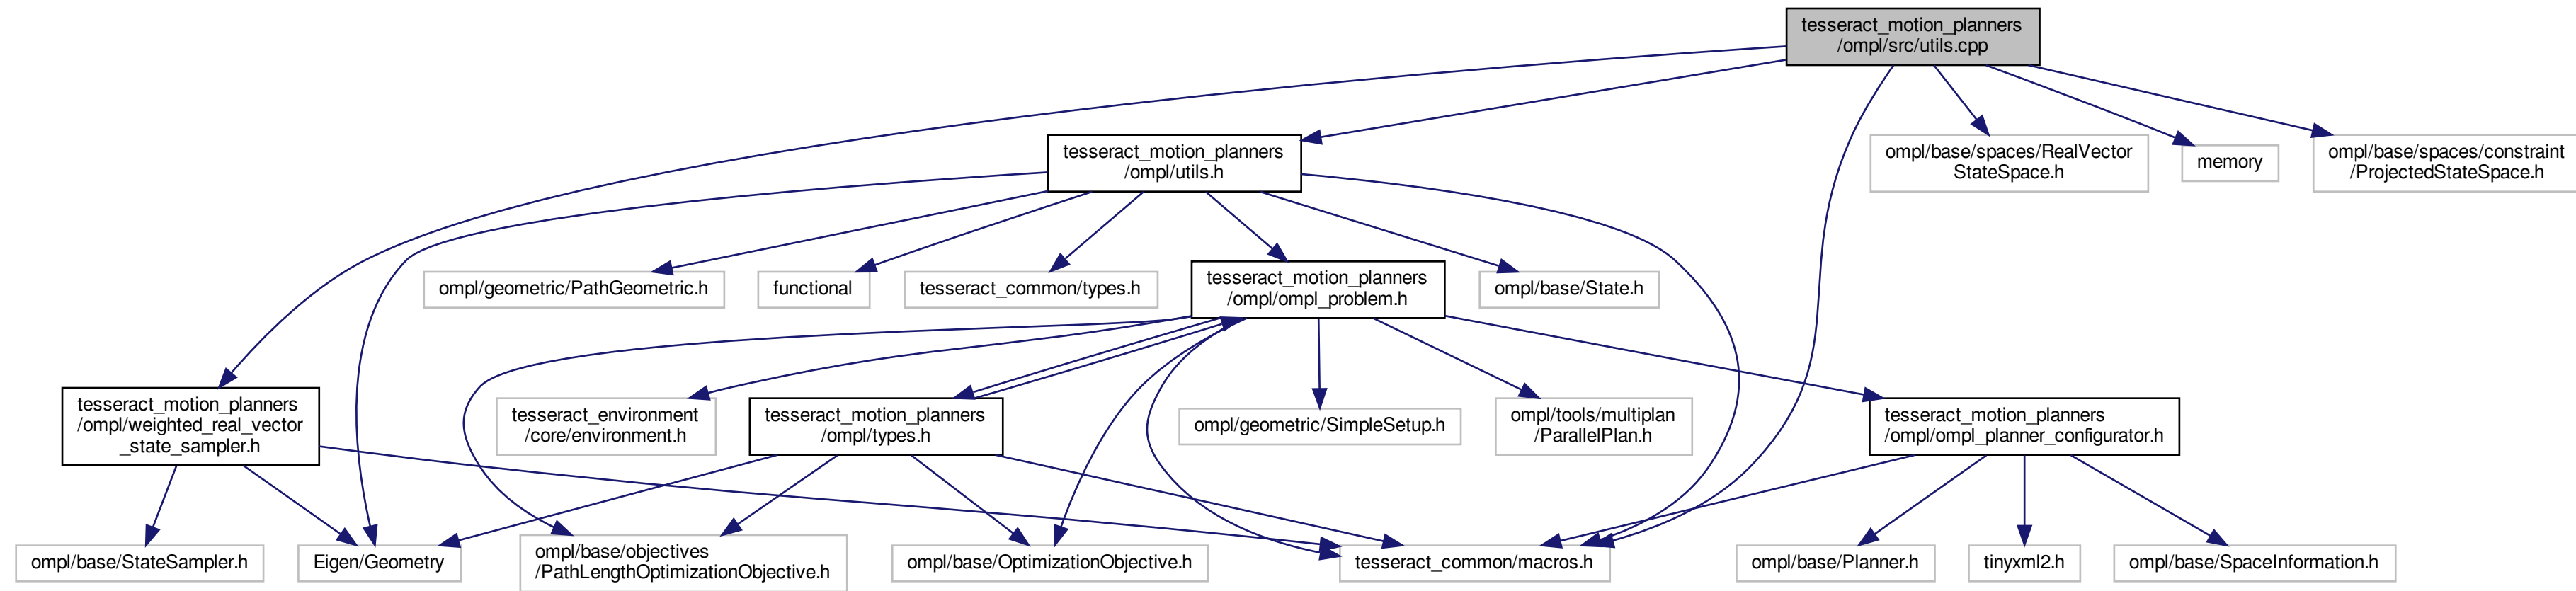 tesseract_motion_planners
/ompl/src/utils.cpp
tesseract_motion_planners
/ompl/utils.h
ompl/base/spaces/RealVector
StateSpace.h
memory
ompl/base/spaces/constraint
/ProjectedStateSpace.h
ompl/geometric/PathGeometric.h
functional
tesseract_common/types.h
tesseract_motion_planners
/ompl/ompl_problem.h
ompl/base/State.h
tesseract_motion_planners
/ompl/weighted_real_vector
_state_sampler.h
tesseract_environment
/core/environment.h
tesseract_motion_planners
/ompl/types.h
ompl/geometric/SimpleSetup.h
ompl/tools/multiplan
/ParallelPlan.h
tesseract_motion_planners
/ompl/ompl_planner_configurator.h
ompl/base/StateSampler.h
Eigen/Geometry
ompl/base/objectives
/PathLengthOptimizationObjective.h
ompl/base/OptimizationObjective.h
tesseract_common/macros.h
ompl/base/Planner.h
tinyxml2.h
ompl/base/SpaceInformation.h